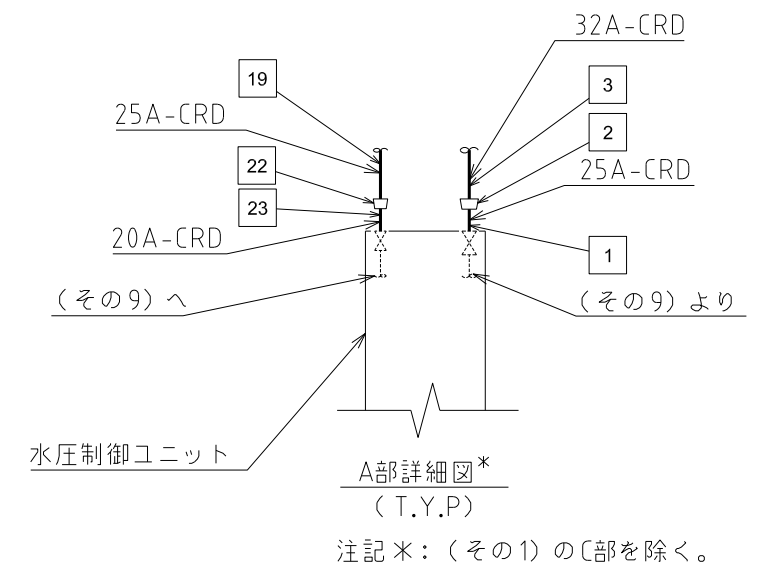 32A-CRD
19
3
25A-CRD
2
22
25A-CRD
23
20A-CRD
1
(その9)へ
(その9)より
水圧制御ユニット
A部詳細図*
(T.Y.P)
注記*:(その1)のC部を除く。